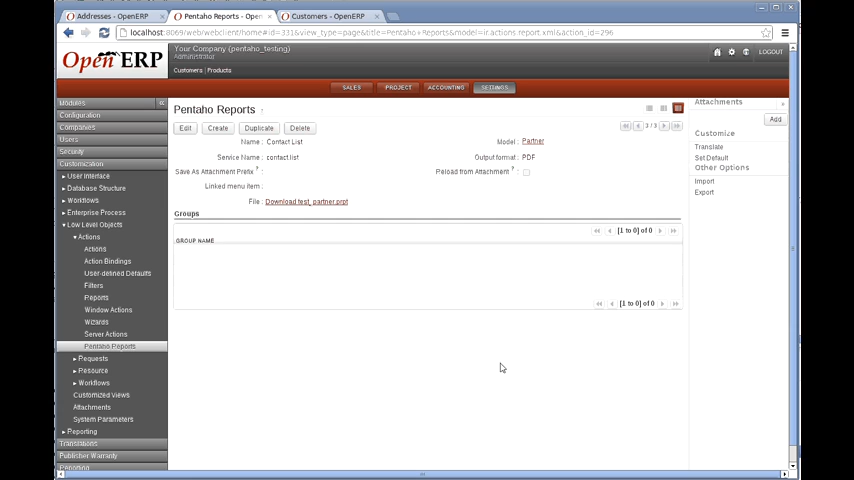 Addresses - OpenERP × Pentaho Reports - Open × Customers - OpenERP ×
localhost:8069/web/webclient/home#id=331&view_type=page&title=Pentaho+Reports&model=ir.actions.report.xml&action_id=296
Open ERP
Your Company (pentaho_testing)
Administrator
Customers Products
LOGOUT
SALES PROJECT ACCOUNTING SETTINGS
Modules «
Configuration
Companies
Users
Security
Customization
▸ User Interface
▸ Database Structure
▸ Workflows
▸ Enterprise Process
▾ Low Level Objects
▾ Actions
Actions
Action Bindings
User-defined Defaults
Filters
Reports
Window Actions
Wizards
Server Actions
Pentaho Reports
▸ Requests
▸ Resource
▸ Workflows
Customized Views
Attachments
System Parameters
▸ Reporting
Translations
Publisher Warranty
Reporting
Pentaho Reports
Edit Create Duplicate Delete
3 / 3
Name : Contact List
Model : Partner
Service Name : contact.list
Output format : PDF
Save As Attachment Prefix ? :
Reload from Attachment ? :
Linked menu item :
File : Download test_partner.prpt
Groups
[1 to 0] of 0
GROUP NAME
[1 to 0] of 0
Attachments
Add
Customize
Translate
Set Default
Other Options
Import
Export